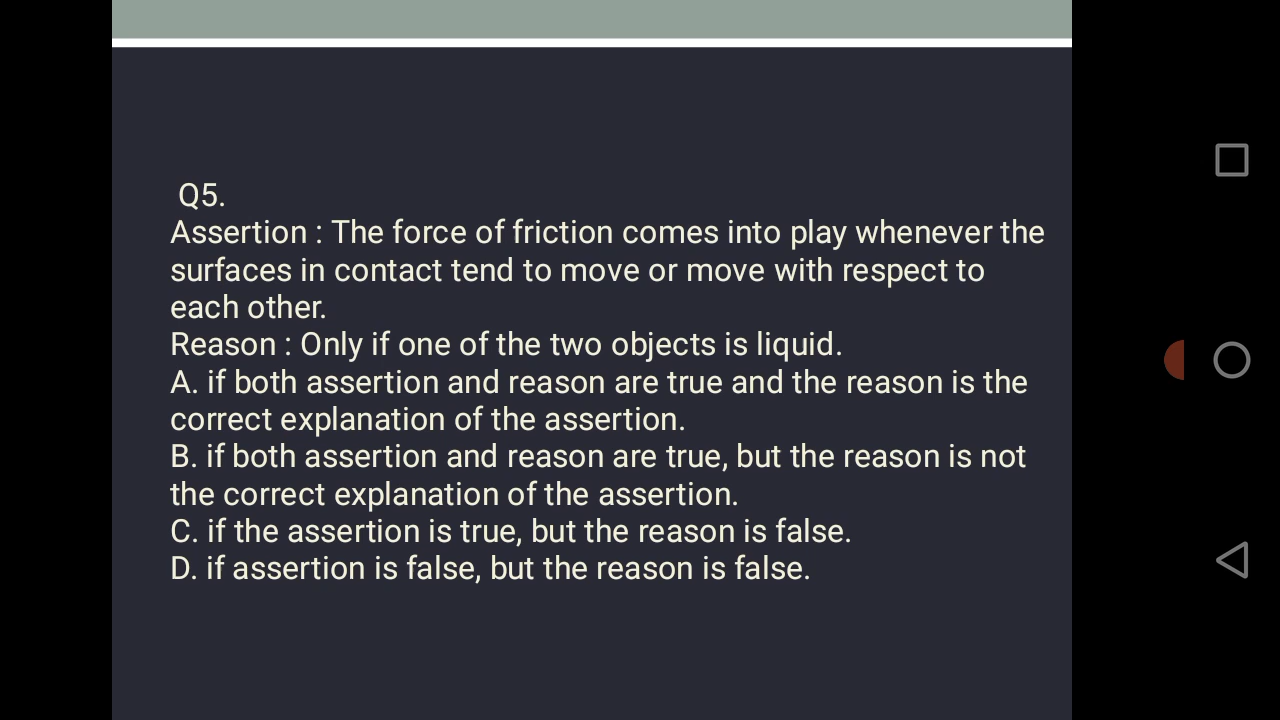 Q5.
Assertion : The force of friction comes into play whenever the
surfaces in contact tend to move or move with respect to
each other.
Reason : Only if one of the two objects is liquid.
A. if both assertion and reason are true and the reason is the
correct explanation of the assertion.
B. if both assertion and reason are true, but the reason is not
the correct explanation of the assertion.
C. if the assertion is true, but the reason is false.
D. if assertion is false, but the reason is false.